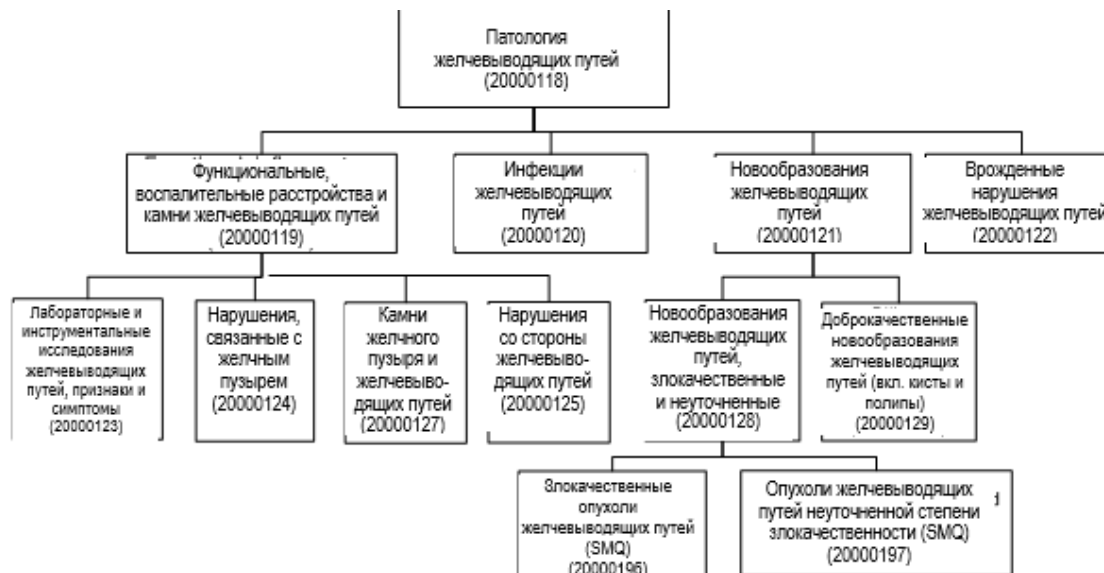 Патология
желчевыводящих путей
(20000118)
Функциональные,
воспалительные расстройства и
камни желчевыводящих путей
(20000119)
Инфекции
желчевыводящих
путей
(20000120)
Новообразования
желчевыводящих
путей
(20000121)
Врожденные
нарушения
желчевыводящих путей
(20000122)
Лабораторные и
инструментальные
исследования
желчевыводящих
путей, признаки и
симптомы
(20000123)
Нарушения,
связанные с
желчным
пузырем
(20000124)
Камни
желчного
пузыря и
желчевыво-
дящих путей
(20000127)
Нарушения
со стороны
желчевыво-
дящих путей
(20000125)
Новообразования
желчевыводящих
путей,
злокачественные
и неуточненные
(20000128)
Доброкачественные
новообразования
желчевыводящих
путей (вкл. кисты и
полипы)
(20000129)
Злокачественные
опухоли
желчевыводящих путей
(SMQ)
(20000196)
Опухоли желчевыводящих
путей неуточненной степени
злокачественности (SMQ)
(20000197)